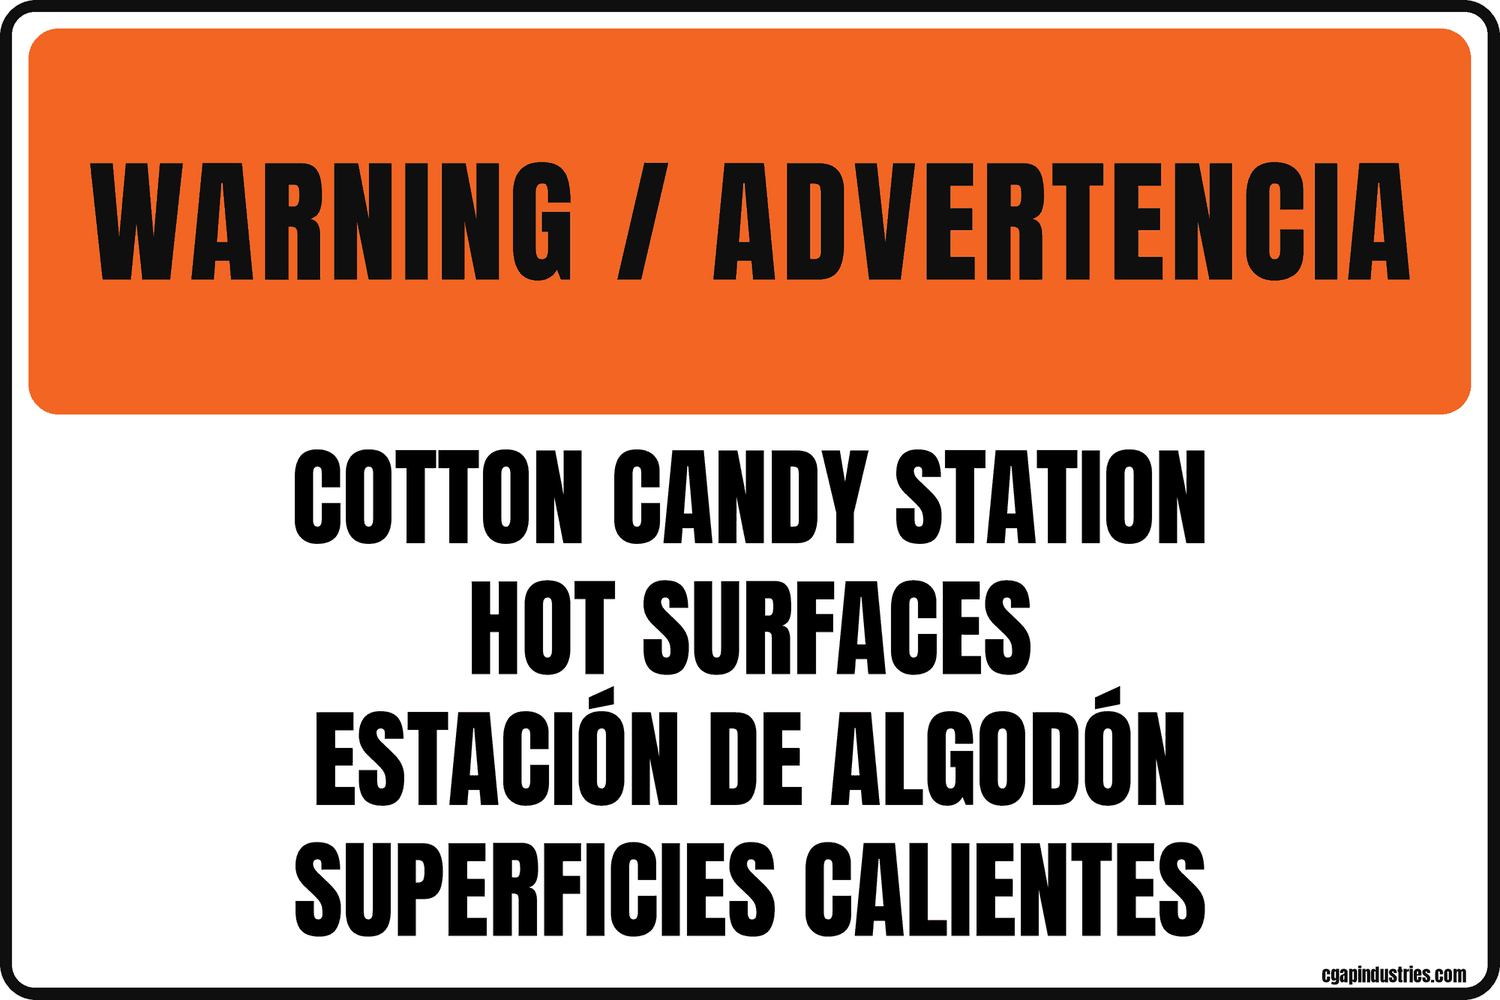 WARNING / ADVERTENCIA
COTTON CANDY STATION
HOT SURFACES
ESTACIÓN DE ALGODÓN
SUPERFICIES CALIENTES
cgapindustries.com